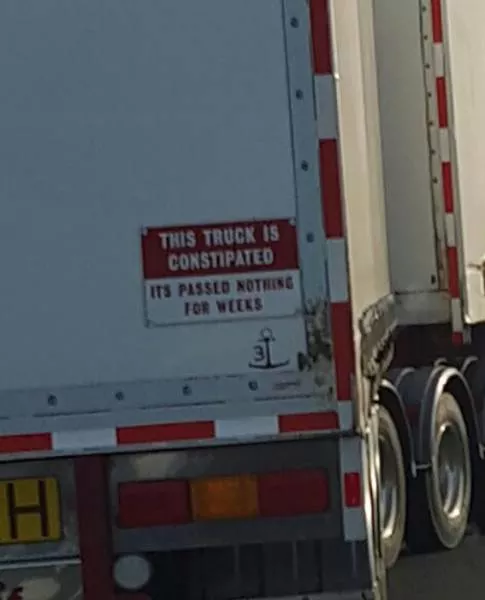 THIS TRUCK IS
CONSTIPATED
ITS PASSED NOTHING
FOR WEEKS
3
H